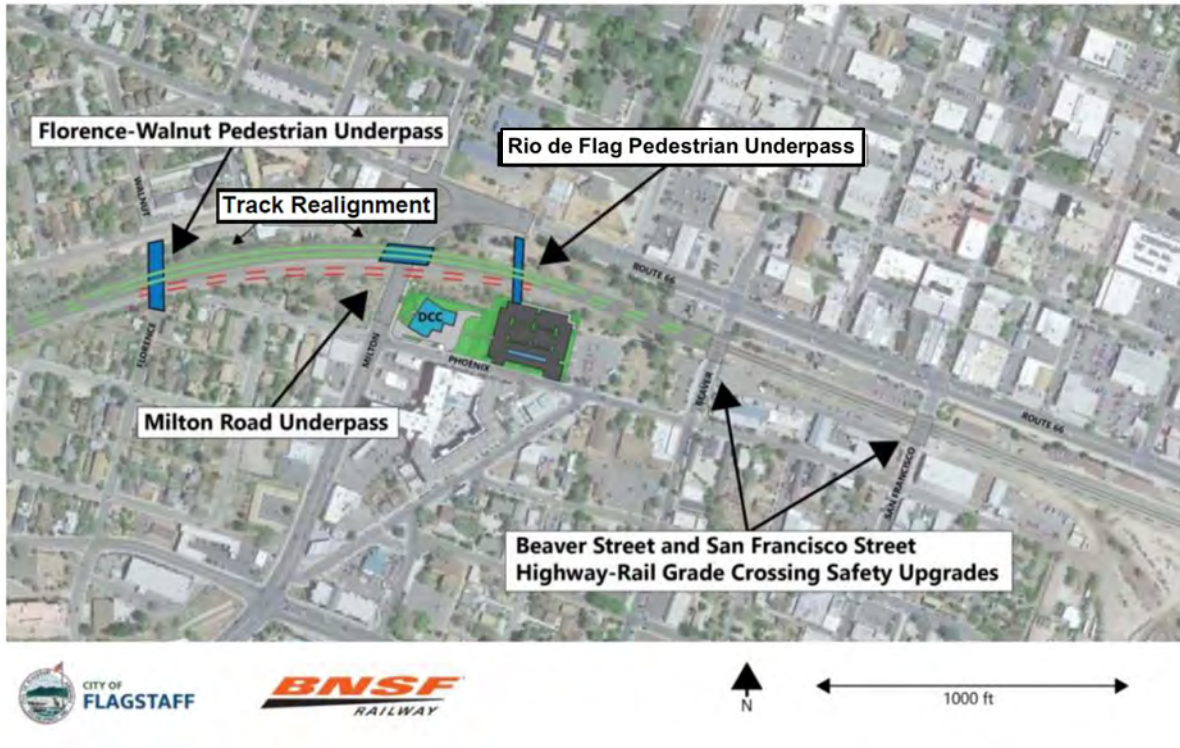 Florence-Walnut Pedestrian Underpass
Rio de Flag Pedestrian Underpass
WALNUT
Track Realignment
ROUTE 66
DCC
FLORENCE
MILTON
PHOENIX
BEAVER
ROUTE 66
Milton Road Underpass
SAN FRANCISCO
Beaver Street and San Francisco Street
Highway-Rail Grade Crossing Safety Upgrades
CITY OF
FLAGSTAFF
BNSF
RAILWAY
N
1000 ft